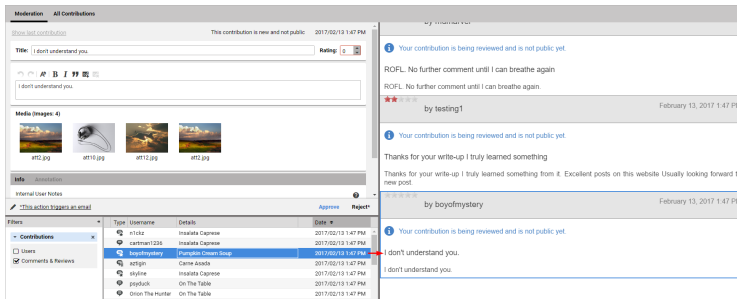 Moderation All Contributions
Show last contribution This contribution is new and not public 2017/02/13 1:47 PM
Title: I don't understand you. Rating: 0
B I
I don't understand you.
Media (Images: 4)
att2.jpg att10.jpg att12.jpg att2.jpg
Info Annotation
Internal User Notes
*This action triggers an email Approve Reject*
Filters
Contributions x
Users
Comments & Reviews
Type Username Details Date
n1ckz Insalata Caprese 2017/02/13 1:47 PM
cartman1236 Insalata Caprese 2017/02/13 1:47 PM
boyofmystery Pumpkin Cream Soup 2017/02/13 1:47 PM
aztigin Carne Asada 2017/02/13 1:47 PM
skyline Insalata Caprese 2017/02/13 1:47 PM
psyduck On The Table 2017/02/13 1:47 PM
Orion The Hunter On The Table 2017/02/13 1:47 PM
Your contribution is being reviewed and is not public yet.
ROFL. No further comment until I can breathe again
ROFL. No further comment until I can breathe again.
by testing1 February 13, 2017 1:47 PM
Your contribution is being reviewed and is not public yet.
Thanks for your write-up I truly learned something
Thanks for your write-up I truly learned something from it. Excellent posts on this website Usually looking forward
new post.
by boyofmystery February 13, 2017 1:47 PM
Your contribution is being reviewed and is not public yet.
I don't understand you.
I don't understand you.